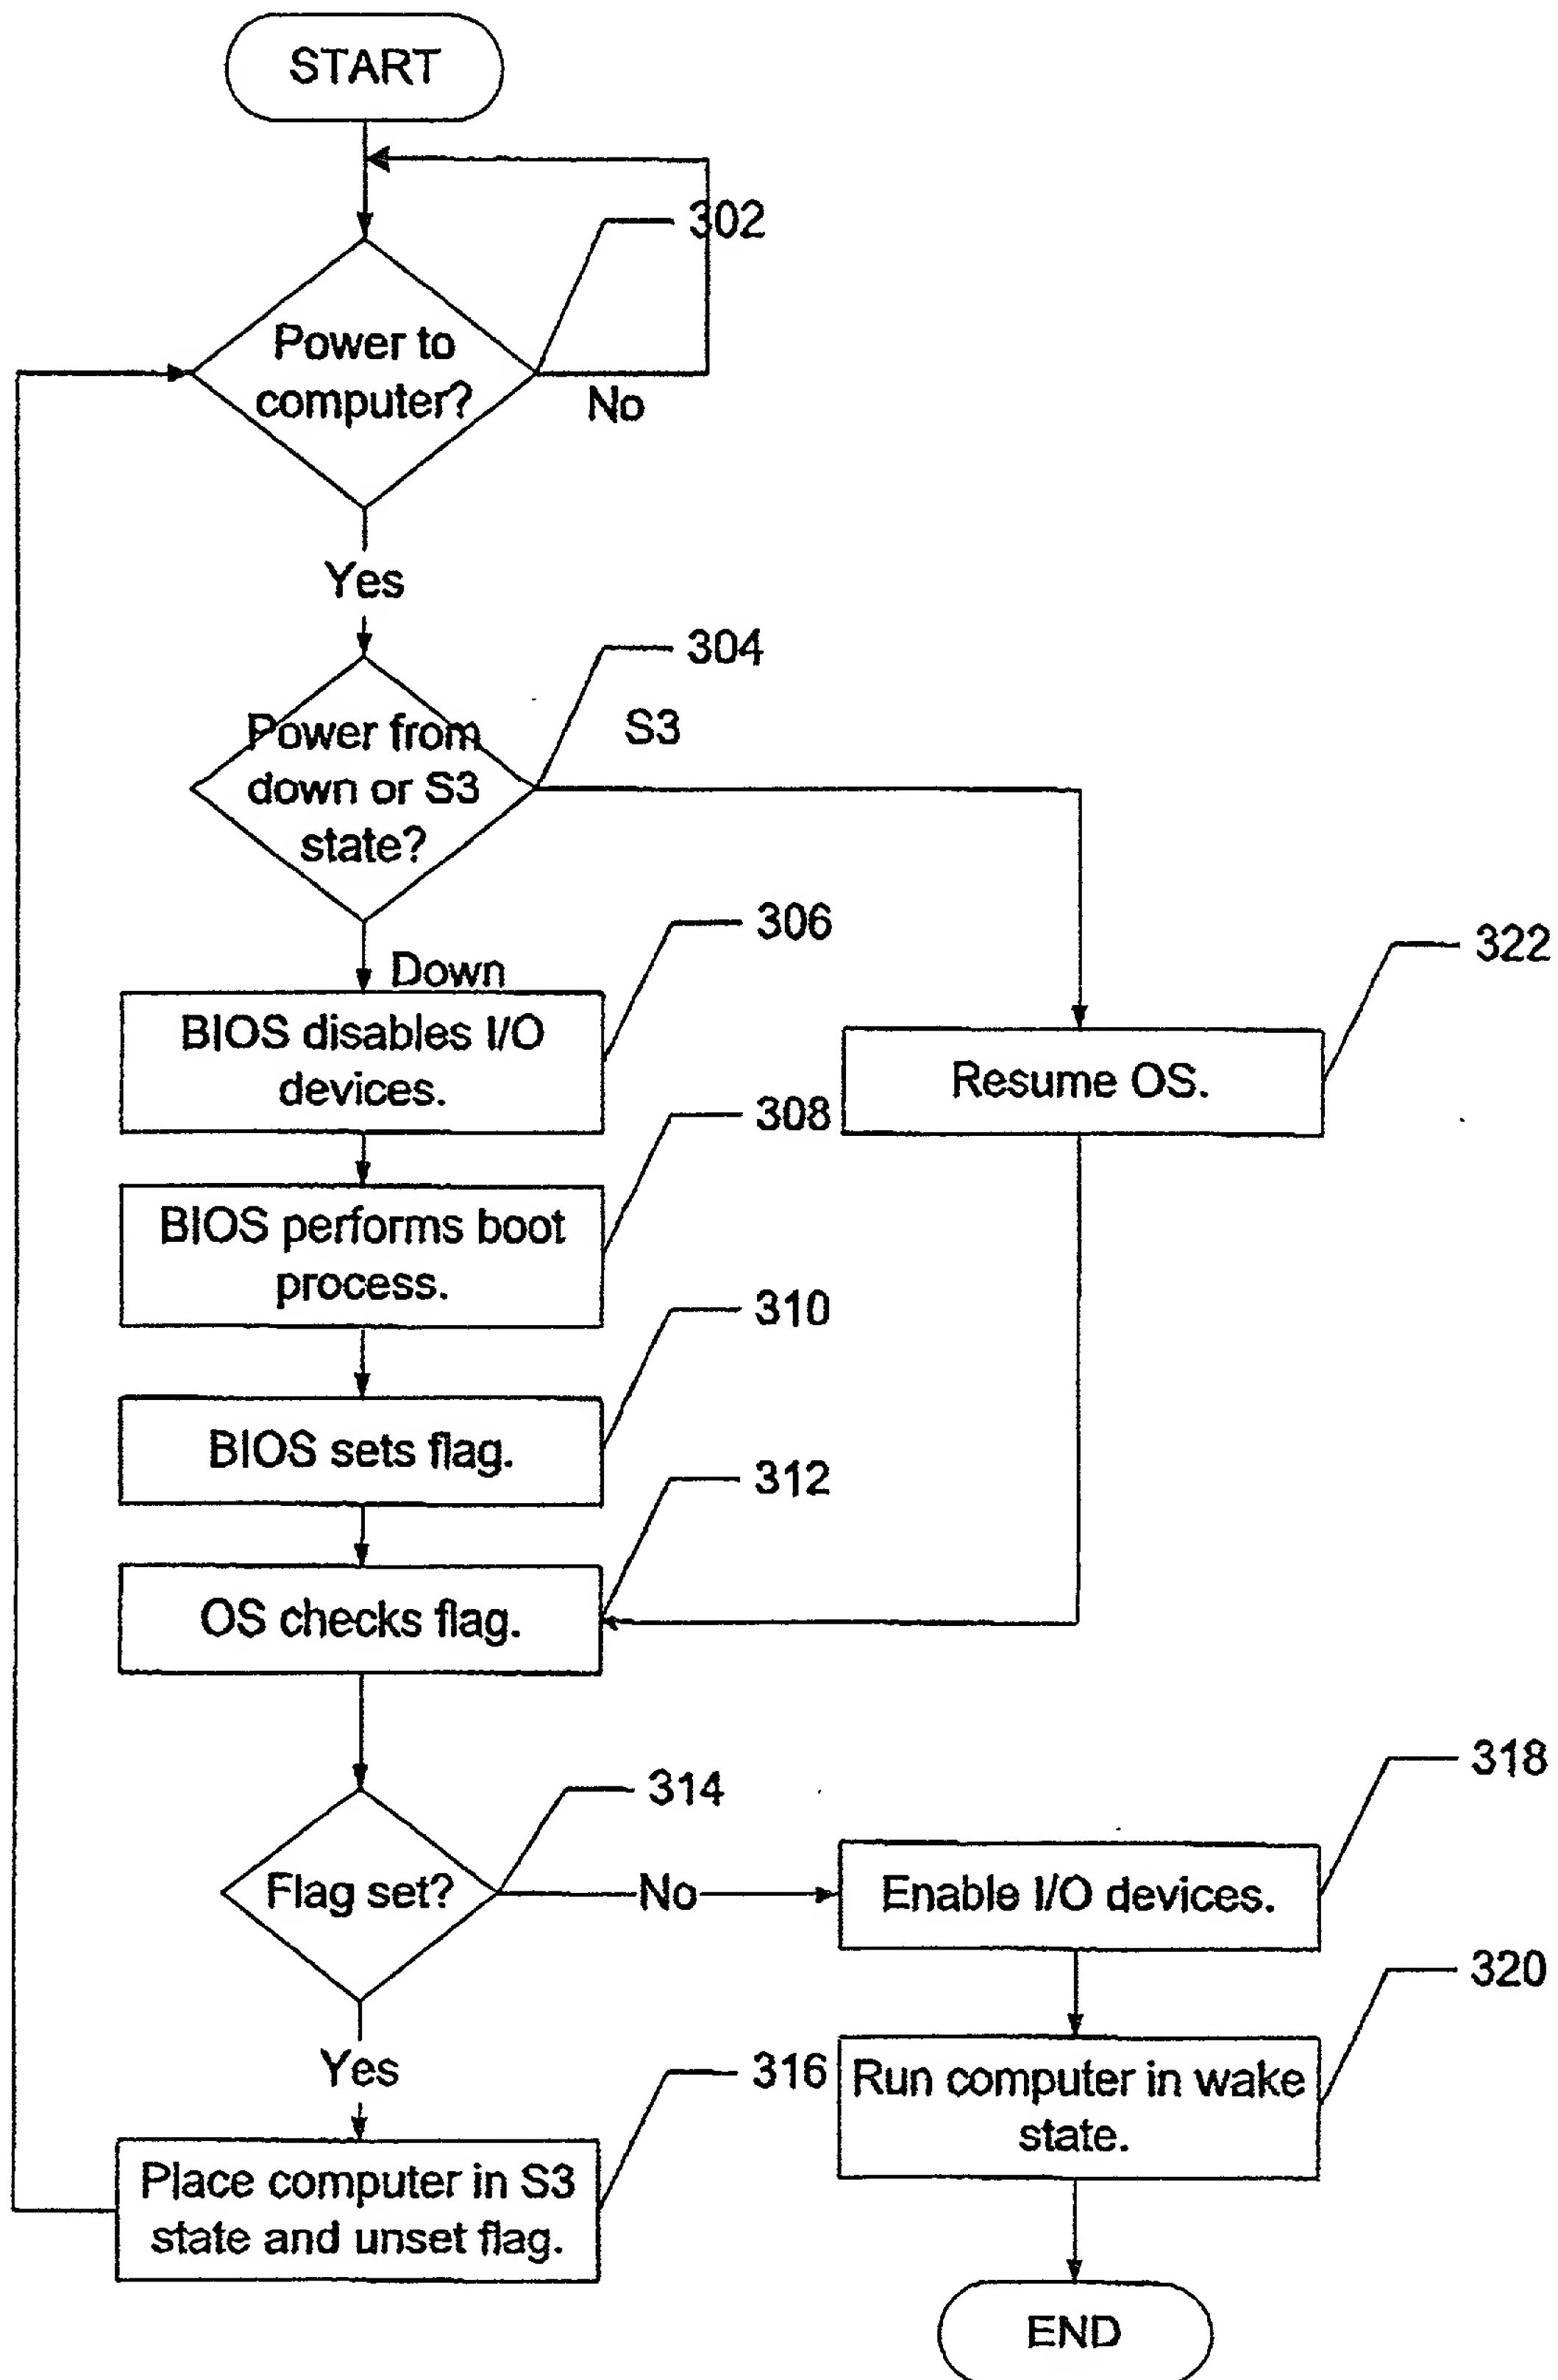 START
302
Power to
computer?
No
Yes
304
Power from
down or S3
state?
S3
306
Down
322
BIOS disables I/O
devices.
Resume OS.
308
BIOS performs boot
process.
310
BIOS sets flag.
312
OS checks flag.
318
314
Flag set?
No
Enable I/O devices.
320
Yes
316
Run computer in wake
state.
Place computer in S3
state and unset flag.
END